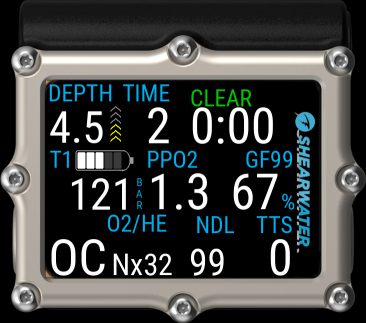 DEPTH TIME CLEAR
4.5 2 0:00
T1 PPO2 GF99
121 BAR 1.3 67%
O2/HE NDL TTS
OC Nx32 99 0
SHEARWATER